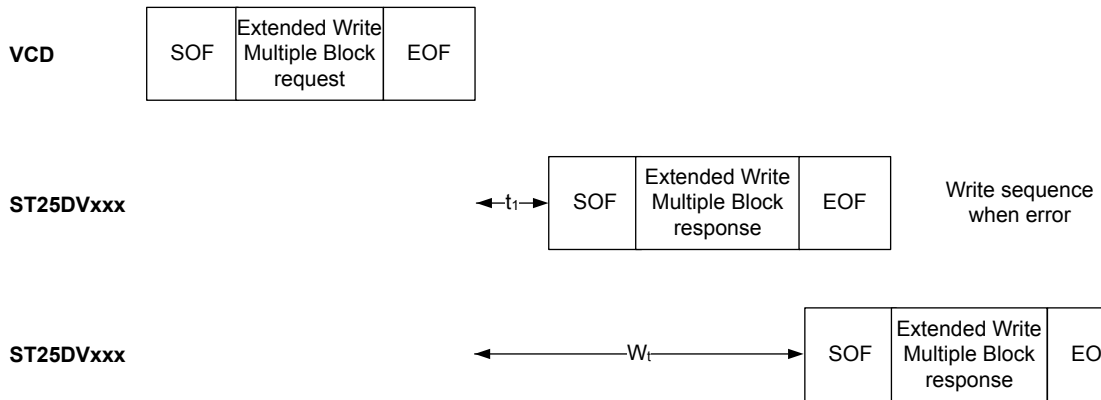 VCD
SOF
Extended Write
Multiple Block
request
EOF
ST25DVxxx
t1
SOF
Extended Write
Multiple Block
response
EOF
Write sequence
when error
ST25DVxxx
Wt
SOF
Extended Write
Multiple Block
response
EO